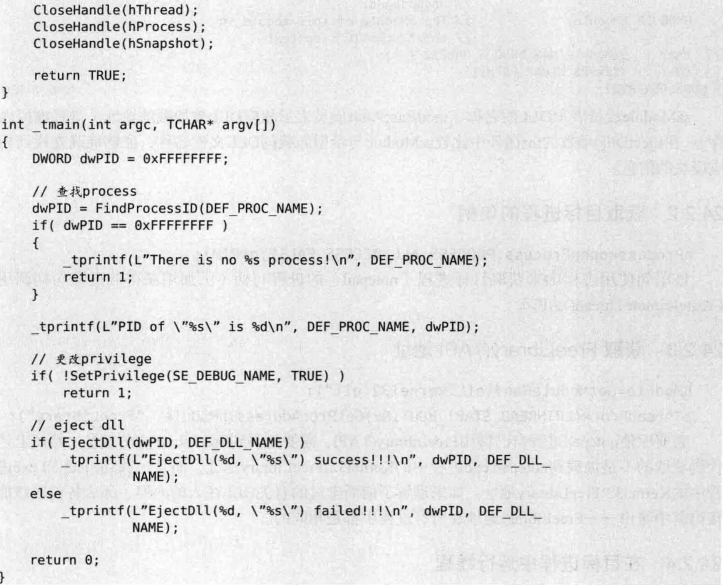 CloseHandle(hThread);
CloseHandle(hProcess);
CloseHandle(hSnapshot);
return TRUE;
}
int _tmain(int argc, TCHAR* argv[])
{
DWORD dwPID = 0xFFFFFFFF;
// 查找process
dwPID = FindProcessID(DEF_PROC_NAME);
if( dwPID == 0xFFFFFFFF )
{
_tprintf(L"There is no %s process!\n", DEF_PROC_NAME);
return 1;
}
_tprintf(L"PID of \"%s\" is %d\n", DEF_PROC_NAME, dwPID);
// 更改privilege
if( !SetPrivilege(SE_DEBUG_NAME, TRUE) )
return 1;
// eject dll
if( EjectDll(dwPID, DEF_DLL_NAME) )
_tprintf(L"EjectDll(%d, \"%s\") success!!!\n", dwPID, DEF_DLL_
NAME);
else
_tprintf(L"EjectDll(%d, \"%s\") failed!!!\n", dwPID, DEF_DLL_
NAME);
return 0;
}